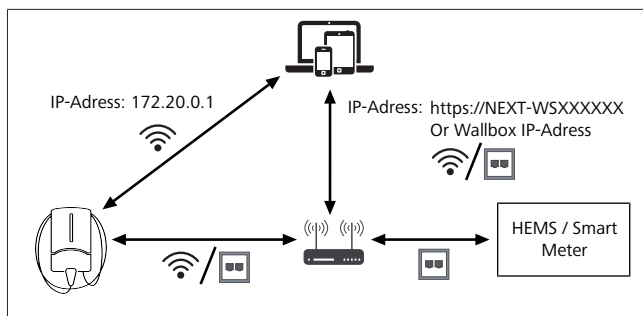 IP-Adress: 172.20.0.1
IP-Adress: https://NEXT-WSXXXXXX
Or Wallbox IP-Adress
HEMS / Smart
Meter